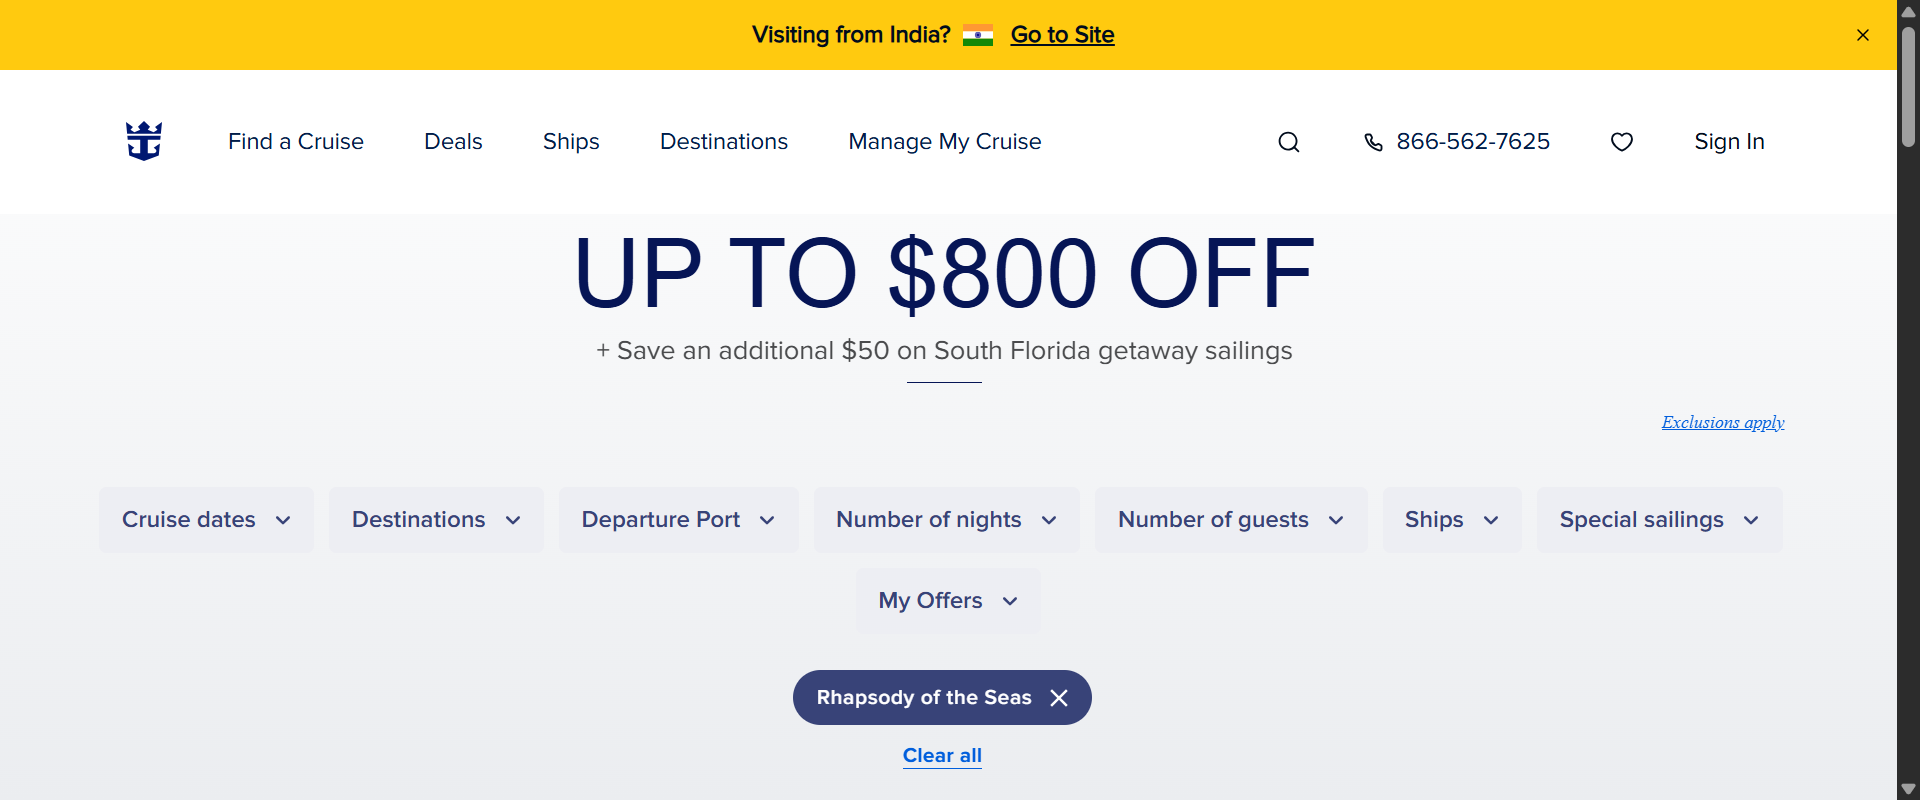 Visiting from India? Go to Site
Find a Cruise Deals Ships Destinations Manage My Cruise 866-562-7625 Sign In
UP TO $800 OFF
+ Save an additional $50 on South Florida getaway sailings
Exclusions apply
Cruise dates Destinations Departure Port Number of nights Number of guests Ships Special sailings
My Offers
Rhapsody of the Seas
Clear all